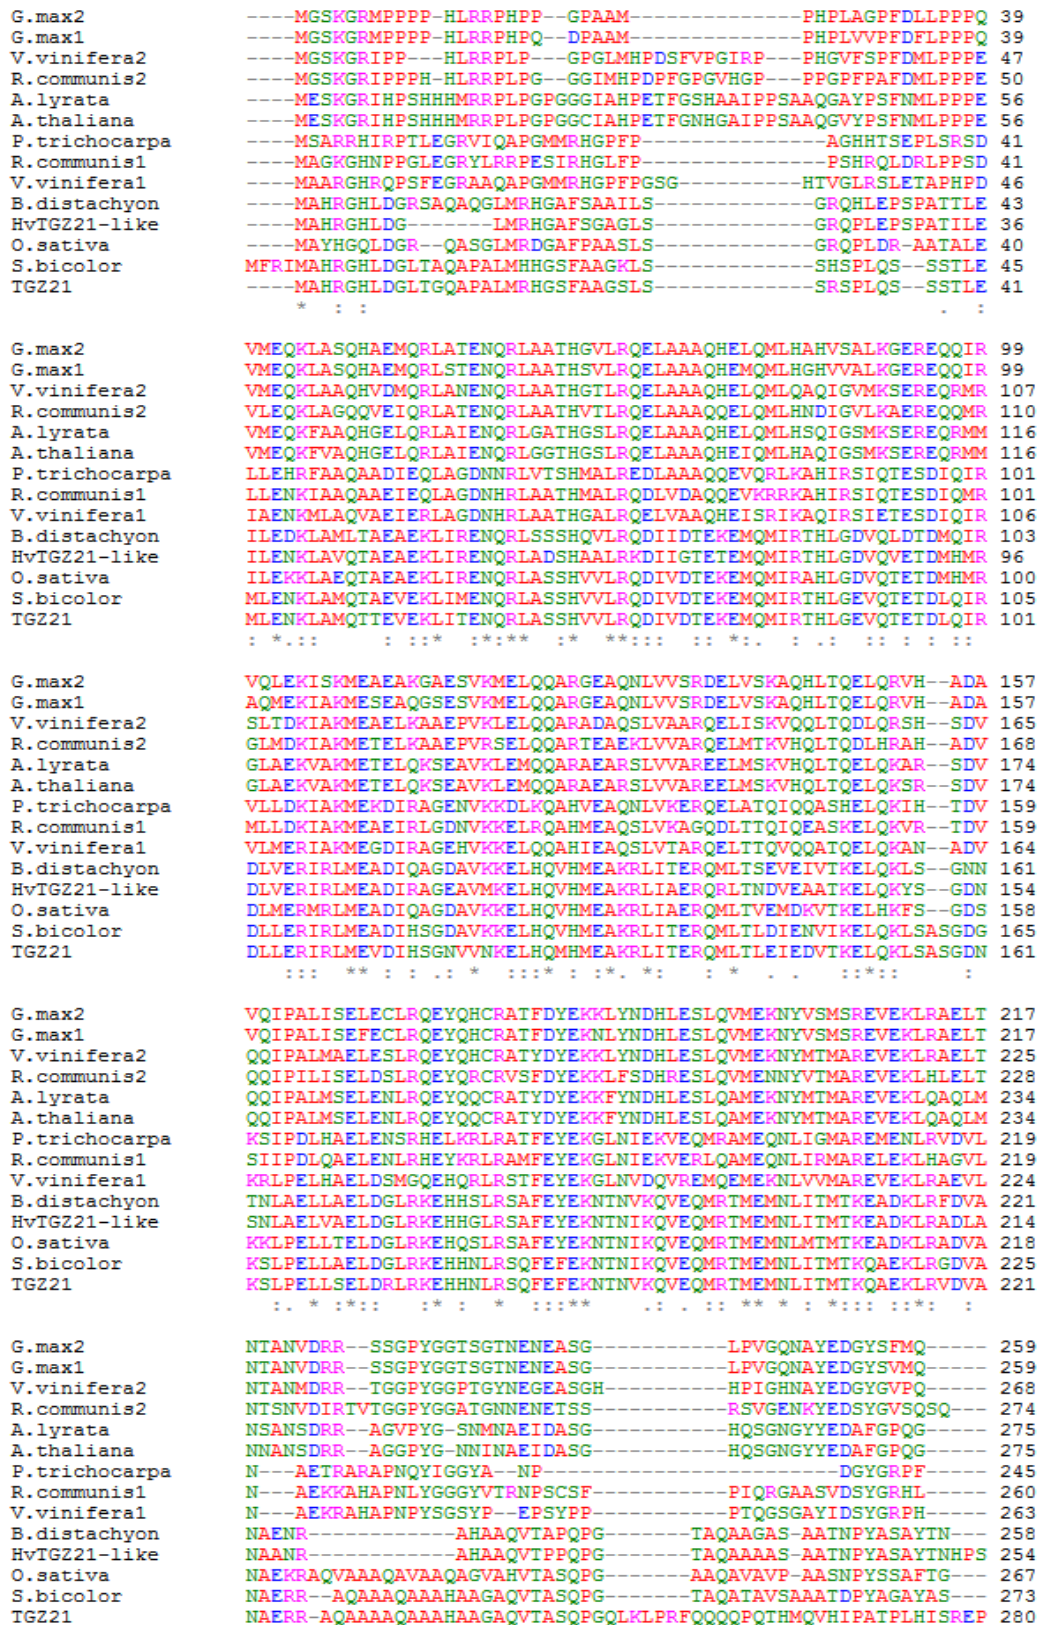 G.max2 ----MGSKGRMPPPP-HLRRPHPP--GPAAM--------------PHPLAGPFDLLPPPQ 39
G.max1 ----MGSKGRMPPPP-HLRRPHPQ--DPAAM--------------PHPLVVPFDFLPPPQ 39
V.vinifera2 ----MGSKGRIPP---HLRRPLP--GPGLMHPDSFVPGIRP----PHGVFSPFDMLPPPE 47
R.communis2 ----MGSKGRIPPPH-HLRRPLPG--GGIMHPDPFGPGVHGP---PPGPFPAFDMLPPPE 50
A.lyrata ----MESKGRIHPSHHHMRRPLPGPGGGIAHPETFGSHAAIPPSAAQGAYPSFNMLPPPE 56
A.thaliana ----MESKGRIHPSHHHMRRPLPGPGGCIAHPETFGNHGAIPPSAAQGVYPSFNMLPPPE 56
P.trichocarpa ----MSARRHIRPTLEGRVIQAPGMMRHGPFP---------------AGHHTSEPLSRSD 41
R.communis1 ----MAGKGHNPPGLEGRYLRRPESIRHGLFP---------------PSHRQLDRLPPSD 41
V.vinifera1 ----MAARGHRQPSFEGRAAQAPGMMRHGPFPGSG----------HTVGLRSLETAPHPD 46
B.distachyon ----MAHRGHLDGRSAQAQGLMRHGAFSAAILS-------------GRQHLEPSPATTLE 43
HvTGZ21-like ----MAHRGHLDG-------LMRHGAFSGAGLS-------------GRQPLEPSPATILE 36
O.sativa ----MAYHGQLDGR--QASGLMRDGAFPAASLS-------------GRQPLDR-AATALE 40
S.bicolor MFRIMAHRGHLDGLTAQAPALMHHGSFAAGKLS-------------SHSPLQS--SSTLE 45
TGZ21 ----MAHRGHLDGLTGQAPALMRHGSFAAGSLS-------------SRSPLQS--SSTLE 41
* : : . :
G.max2 VMEQKLASQHAEMQRLATENQRLAATHGVLRQELAAAQHELQMLHAHVSALKGEREQQIR 99
G.max1 VMEQKLASQHAEMQRLSTENQRLAATHSVLRQELAAAQHEMQMLHGHVVALKGEREQQIR 99
V.vinifera2 VMEQKLAAQHVDMQRLANENQRLAATHGTLRQELAAAQHELQMLQAQIGVMKSEREQRMR 107
R.communis2 VLEQKLAGQQVEIQRLATENQRLAATHVTLRQELAAAQQELQMLHNDIGVLKAEREQQMR 110
A.lyrata VMEQKFAAQHGELQRLAIENQRLGATHGSLRQELAAAQHELQMLHSQIGSMKSEREQRMM 116
A.thaliana VMEQKFVAQHGELQRLAIENQRLGGTHGSLRQELAAAQHEIQMLHAQIGSMKSEREQRMM 116
P.trichocarpa LLEHRFAAQAADIEQLAGDNNRLVTSHMALREDLAAAQQEVQRLKAHIRSIQTESDIQIR 101
R.communis1 LLENKIAAQAAEIEQLAGDNHRLAATHMALRQDLVDAQQEVKRRKAHIRSIQTESDIQMR 101
V.vinifera1 IAENKMLAQVAEIERLAGDNHRLAATHGALRQELVAAQHEISRIKAQIRSIETESDIQIR 106
B.distachyon ILEDKLAMLTAEAEKLIRENQRLSSSHQVLRQDIIDTEKEMQMIRTHLGDVQLDTDMQIR 103
HvTGZ21-like ILENKLAVQTAEAEKLIRENQRLADSHAALRKDIIGTETEMQMIRTHLGDVQVETDMHMR 96
O.sativa ILEKKLAEQTAEAEKLIRENQRLASSHVVLRQDIVDTEKEMQMIRAHLGDVQTETDMHMR 100
S.bicolor MLENKLAMQTAEVEKLIMENQRLASSHVVLRQDIVDTEKEMQMIRTHLGEVQTETDLQIR 105
TGZ21 MLENKLAMQTTEVEKLITENQRLASSHVVLRQDIVDTEKEMQMIRTHLGEVQTETDLQIR 101
: *.:: : ::* :*:** :* **::: :: *:. : .: :: : ::
G.max2 VQLEKISKMEAEAKGAESVKMELQQARGEAQNLVVSRDELVSKAQHLTQELQRVH--ADA 157
G.max1 AQMEKISKMESEAQGSESVKMELQQARGEAQNLVVSRDELVSKAQHLTQELQRVH--ADA 157
V.vinifera2 SLTDKIAKMEAELKAAEPVKLELQQARADAQSLVAARQELISKVQQLTQDLQRSH--SDV 165
R.communis2 GLMDKIAKMETELKAAEPVRSELQQARTEAEKLVVARQELMTKVHQLTQDLHRAH--ADV 168
A.lyrata GLAEKVAKMETELQKSEAVKLEMQQARAEARSLVVAREELMSKVHQLTQELQKAR--SDV 174
A.thaliana GLAEKVAKMETELQKSEAVKLEMQQARAEARSLVVAREELMSKVHQLTQELQKSR--SDV 174
P.trichocarpa VLLDKIAKMEKDIRAGENVKKDLKQAHVEAQNLVKERQELATQIQQASHELQKIH--TDV 159
R.communis1 MLLDKIAKMEAEIRLGDNVKKELRQAHMEAQSLVKAGQDLTTQIQEASKELQKVR--TDV 159
V.vinifera1 VLMERIAKMEGDIRAGEHVKKELQQAHIEAQSLVTARQELTTQVQQATQELQKAN--ADV 164
B.distachyon DLVERIRLMEADIQAGDAVKKELHQVHMEAKRLITERQMLTSEVEIVTKELQKLS--GNN 161
HvTGZ21-like DLVERIRLMEADIRAGEAVMKELHQVHMEAKRLIAERQRLTNDVEAATKELQKYS--GDN 154
O.sativa DLMERMRLMEADIQAGDAVKKELHQVHMEAKRLIAERQMLTVEMDKVTKELHKFS--GDS 158
S.bicolor DLLERIRLMEADIHSGDAVKKELHQVHMEAKRLITERQMLTLDIENVIKELQKLSASGDG 165
TGZ21 DLLERIRLMEVDIHSGNVVNKELHQMHMEAKRLITERQMLTLEIEDVTKELQKLSASGDN 161
::: ** : : .: * :::* : :*. *: : * . . ::*:: :
G.max2 VQIPALISELECLRQEYQHCRATFDYEKKLYNDHLESLQVMEKNYVSMSREVEKLRAELT 217
G.max1 VQIPALISEFECLRQEYQHCRATFDYEKKLYNDHLESLQVMEKNYVSMSREVEKLRAELT 217
V.vinifera2 QQIPALMAELESLRQEYQHCRATYDYEKKLYNDHLESLQVMEKNYMTMAREVEKLRAELT 225
R.communis2 QQIPILISELDSLRQEYQRCRVSFDYEKKLFSDHRESLQVMENNYVTMAREVEKLHLELT 228
A.lyrata QQIPALMSELENLRQEYQQCRATYDYEKKFYNDHLESLQAMEKNYMTMAREVEKLQAQLM 234
A.thaliana QQIPALMSELENLRQEYQQCRATYDYEKKFYNDHLESLQAMEKNYMTMAREVEKLQAQLM 234
P.trichocarpa KSIPDLHAELENSRHELKRLRATFEYEKGLNIEKVEQMRAMEQNLIGMAREMENLRVDVL 219
R.communis1 SIIPDLQAELENLRHEYKRLRAMFEYEKGLNIEKVERLQAMEQNLIRMARELEKLHAGVL 219
V.vinifera1 KRLPELHAELDSMGQEHQRLRSTFEYEKGLNVDQVREMQEMEKNLVVMAREVEKLRAEVL 224
B.distachyon TNLAELLAELDGLRKEHHSLRSAFEYEKNTNVKQVEQMRTMEMNLITMTKEADKLRFDVA 221
HvTGZ21-like SNLAELVAELDGLRKEHHGLRSAFEYEKNTNIKQVEQMRTMEMNLITMTKEADKLRADLA 214
O.sativa KKLPELLTELDGLRKEHQSLRSAFEFEKNTNIKQVEQMRTMEMNLMTMTKEADKLRADVA 218
S.bicolor KSLPELLAELDGLRKEHHNLRSQFEFEKNTNIKQVEQMRTMEMNLITMTKQAEKLRGDVA 225
TGZ21 KSLPELLSELDRLRKEHHNLRSQFEFEKNTNVKQVEQMRTMEMNLITMTKQAEKLRVDVA 221
:. * :*:: :* : * :::** .: . :: ** * : *::: ::*: :
G.max2 NTANVDRR--SSGPYGGTSGTNENEASG-----------LPVGQNAYEDGYSFMQ----- 259
G.max1 NTANVDRR--SSGPYGGTSGTNENEASG-----------LPVGQNAYEDGYSVMQ----- 259
V.vinifera2 NTANMDRR--TGGPYGGPTGYNEGEASGH----------HPIGHNAYEDGYGVPQ----- 268
R.communis2 NTSNVDIRTVTGGPYGGATGNNENETSS-----------RSVGENKYEDSYGVSQSQ--- 274
A.lyrata NSANSDRR--AGVPYG-SNMNAEIDASG-----------HQSGNGYYEDAFGPQG----- 275
A.thaliana NNANSDRR--AGGPYG-NNINAEIDASG-----------HQSGNGYYEDAFGPQG----- 275
P.trichocarpa N---AETRARAPNQYIGGYA--NP------------------------DGYGRPF----- 245
R.communis1 N---AEKKAHAPNLYGGGYVTRNPSCSF--------PIQRGAASVDSYGRHL----- 260
V.vinifera1 N---AEKRAHAPNPYSGSYP--EPSYPP--------PTQGSGAYIDSYGRPH----- 263
B.distachyon NAENR------------AHAAQVTAPQPG-------TAQAAGAS-AATNPYASAYTN--- 258
HvTGZ21-like NAANR------------AHAAQVTPPQPG-------TAQAAAAS-AATNPYASAYTNHPS 254
O.sativa NAEKRAQVAAAQAVAAQAGVAHVTASQPG-------AAQAVAVP-AASNPYSSAFTG--- 267
S.bicolor NAERR--AQAAAQAAAHAAGAQVTASQPG-------TAQATAVSAAATDPYAGAYAS--- 273
TGZ21 NAERR-AQAAAAQAAAHAAGAQVTASQPGQLKLPRFQQQQPQTHMQVHIPATPLHISREP 280